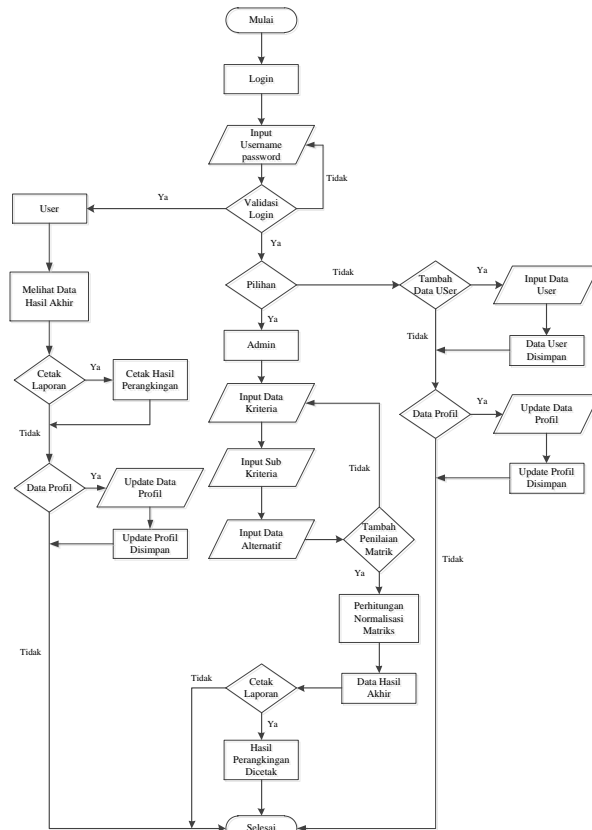 Mulai
Login
Input
Username
password
Tidak
Validasi
Login
Ya
User
Ya
Melihat Data
Hasil Akhir
Cetak
Laporan
Ya
Cetak Hasil
Perangkingan
Tidak
Data Profil
Ya
Update Data
Profil
Update Profil
Disimpan
Tidak
Pilihan
Tidak
Ya
Admin
Input Data
Kriteria
Input Sub
Kriteria
Input Data
Alternatif
Tambah
Penilaian
Matrik
Tidak
Ya
Perhitungan
Normalisasi
Matriks
Data Hasil
Akhir
Cetak
Laporan
Tidak
Ya
Hasil
Perangkingan
Dicetak
Tambah
Data USer
Ya
Input Data
User
Data User
Disimpan
Tidak
Data Profil
Ya
Update Data
Profil
Update Profil
Disimpan
Tidak
Selesai